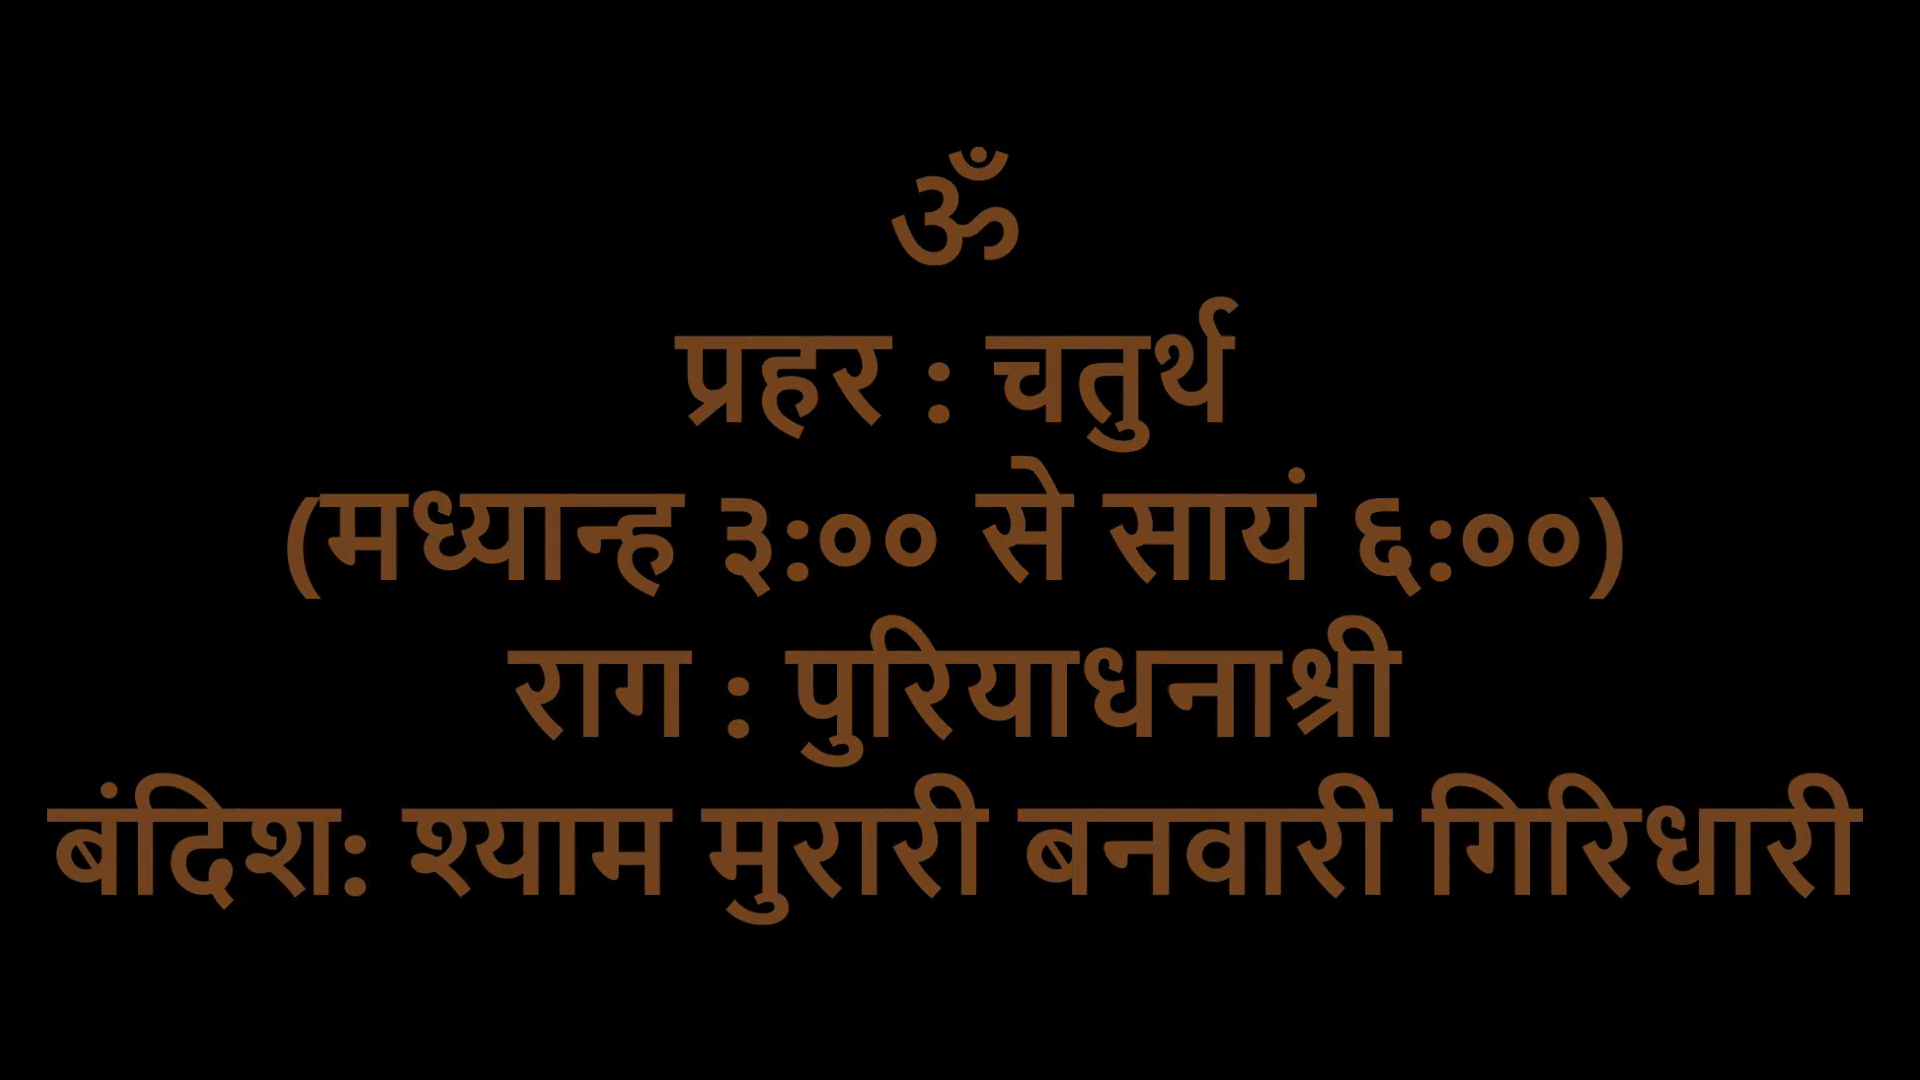 ॐ
प्रहर : चतुर्थ
(मध्यान्ह ३:०० से सायं ६:००)
राग : पुरियाधनाश्री
बंदिश: श्याम मुरारी बनवारी गिरिधारी